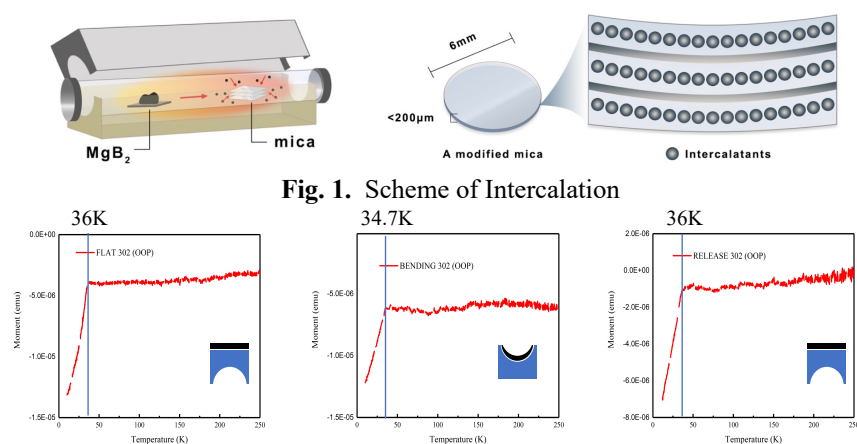 6mm
<200μm
MgB2
mica
A modified mica
Intercalatants
Fig. 1. Scheme of Intercalation
36K
0.0E+00
-5.0E-06
-1.0E-05
-1.5E-05
Moment (emu)
FLAT 302 (OOP)
0 50 100 150 200 250
Temperature (K)
34.7K
0.0E+00
-5.0E-06
-1.0E-05
-1.5E-05
Moment (emu)
BENDING 302 (OOP)
0 50 100 150 200 250
Temperature (K)
36K
2.0E-06
0.0E+00
-2.0E-06
-4.0E-06
-6.0E-06
-8.0E-06
Moment (emu)
RELEASE 302 (OOP)
0 50 100 150 200 250
Temperature (K)